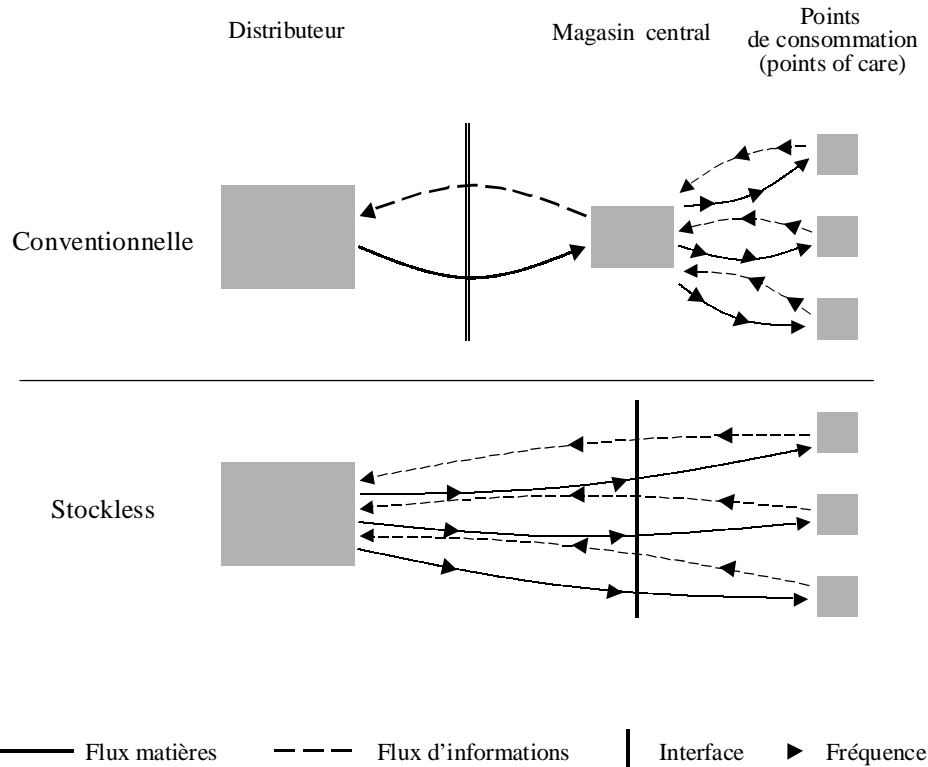 Distributeur
Magasin central
Points
de consommation
(points of care)
Conventionnelle
Stockless
Flux matières
Flux d'informations
Interface
Fréquence